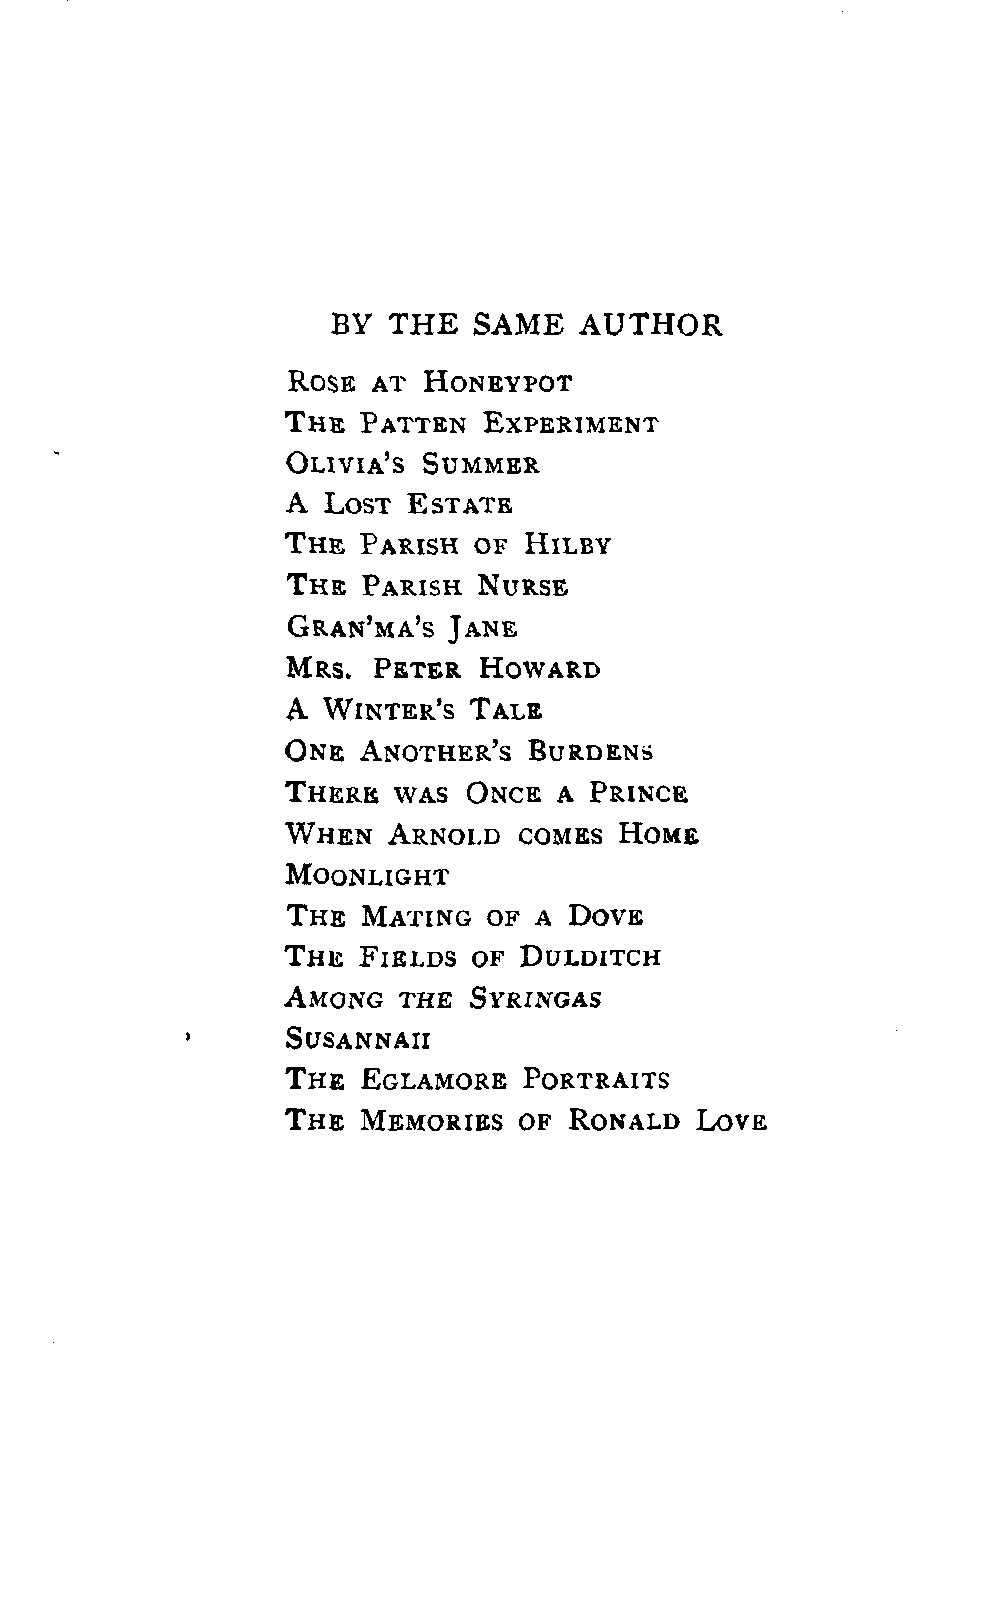 BY THE SAME AUTHOR
ROSE AT HONEYPOT
THE PATTEN EXPERIMENT
OLIVIA'S SUMMER
A LOST ESTATE
THE PARISH OF HILBY
THE PARISH NURSE
GRAN'MA'S JANE
MRS. PETER HOWARD
A WINTER'S TALE
ONE ANOTHER'S BURDENS
THERE WAS ONCE A PRINCE
WHEN ARNOLD COMES HOME
MOONLIGHT
THE MATING OF A DOVE
THE FIELDS OF DULDITCH
AMONG THE SYRINGAS
SUSANNAH
THE EGLAMORE PORTRAITS
THE MEMORIES OF RONALD LOVE